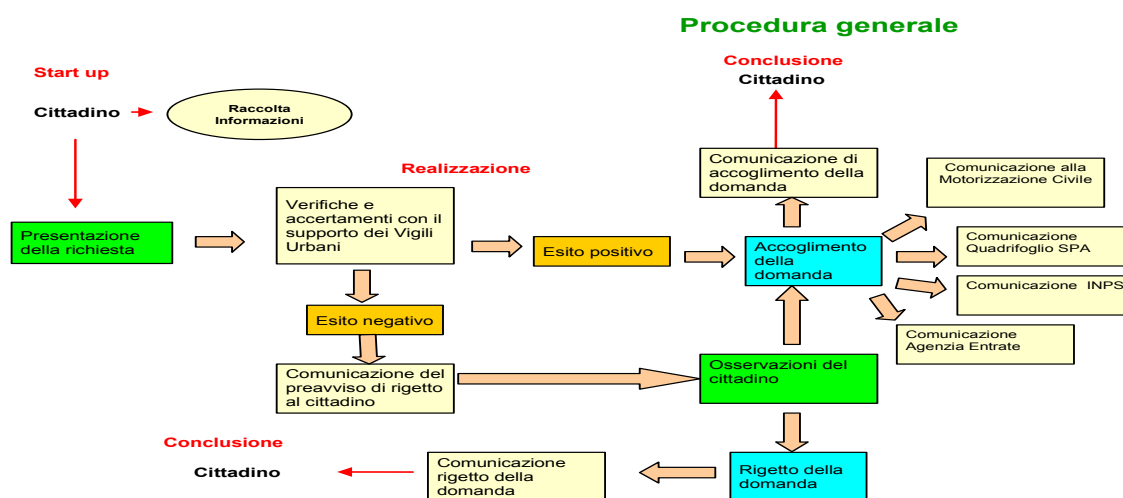 Procedura generale
Start up
Conclusione
Cittadino
Cittadino
Raccolta
Informazioni
Realizzazione
Comunicazione di
accoglimento della
domanda
Comunicazione alla
Motorizzazione Civile
Presentazione
della richiesta
Verifiche e
accertamenti con il
supporto dei Vigili
Urbani
Esito positivo
Accoglimento
della
domanda
Comunicazione
Quadrifoglio SPA
Comunicazione INPS
Esito negativo
Comunicazione
Agenzia Entrate
Comunicazione del
preavviso di rigetto
al cittadino
Osservazioni del
cittadino
Conclusione
Cittadino
Comunicazione
rigetto della
domanda
Rigetto della
domanda